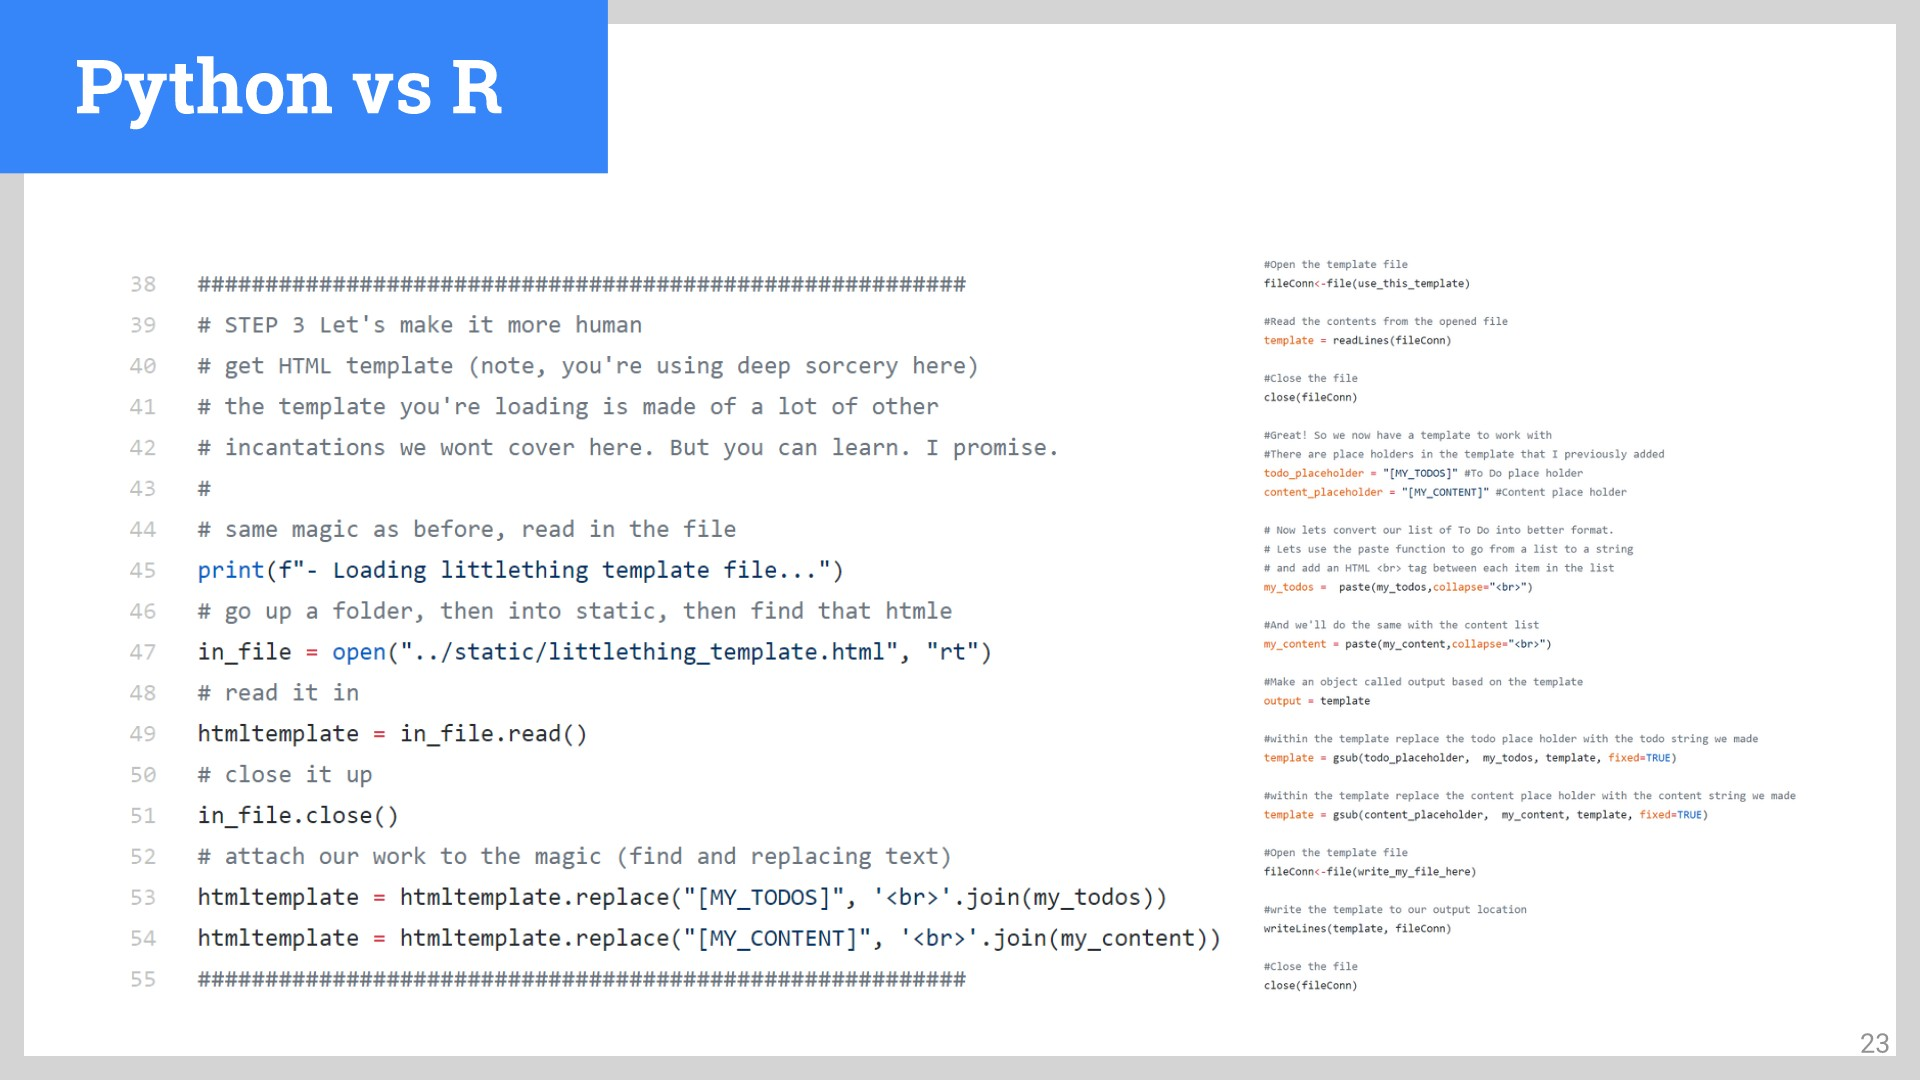 Python vs R
38 #########################################################
39 # STEP 3 Let's make it more human
40 # get HTML template (note, you're using deep sorcery here)
41 # the template you're loading is made of a lot of other
42 # incantations we wont cover here. But you can learn. I promise.
43 #
44 # same magic as before, read in the file
45 print(f"- Loading littlething template file...")
46 # go up a folder, then into static, then find that htmle
47 in_file = open("../static/littlething_template.html", "rt")
48 # read it in
49 htmltemplate = in_file.read()
50 # close it up
51 in_file.close()
52 # attach our work to the magic (find and replacing text)
53 htmltemplate = htmltemplate.replace("[MY_TODOS]", '<br>'.join(my_todos))
54 htmltemplate = htmltemplate.replace("[MY_CONTENT]", '<br>'.join(my_content))
55 #########################################################
#Open the template file
fileConn<-file(use_this_template)
#Read the contents from the opened file
template = readLines(fileConn)
#Close the file
close(fileConn)
#Great! So we now have a template to work with
#There are place holders in the template that I previously added
todo_placeholder = "[MY_TODOS]" #To Do place holder
content_placeholder = "[MY_CONTENT]" #Content place holder
# Now lets convert our list of To Do into better format.
# Lets use the paste function to go from a list to a string
# and add an HTML <br> tag between each item in the list
my_todos =  paste(my_todos,collapse="<br>")
#And we'll do the same with the content list
my_content = paste(my_content,collapse="<br>")
#Make an object called output based on the template
output = template
#within the template replace the todo place holder with the todo string we made
template = gsub(todo_placeholder,  my_todos, template, fixed=TRUE)
#within the template replace the content place holder with the content string we made
template = gsub(content_placeholder,  my_content, template, fixed=TRUE)
#Open the template file
fileConn<-file(write_my_file_here)
#write the template to our output location
writeLines(template, fileConn)
#Close the file
close(fileConn)
23